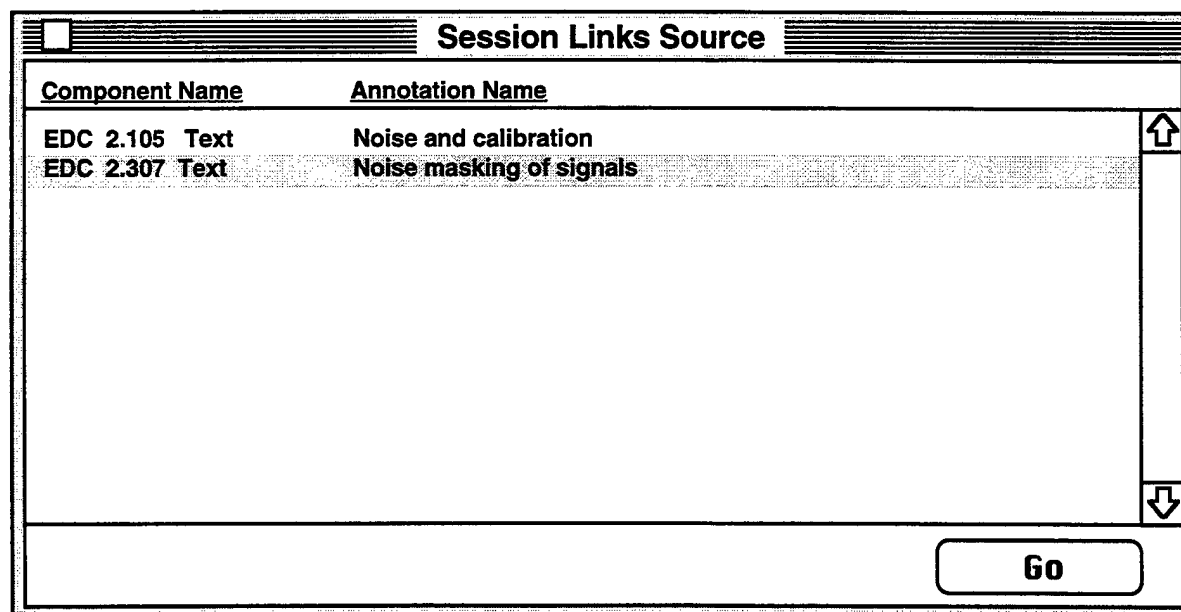 Session Links Source
Component Name Annotation Name
EDC 2.105 Text Noise and calibration
EDC 2.307 Text Noise masking of signals
Go